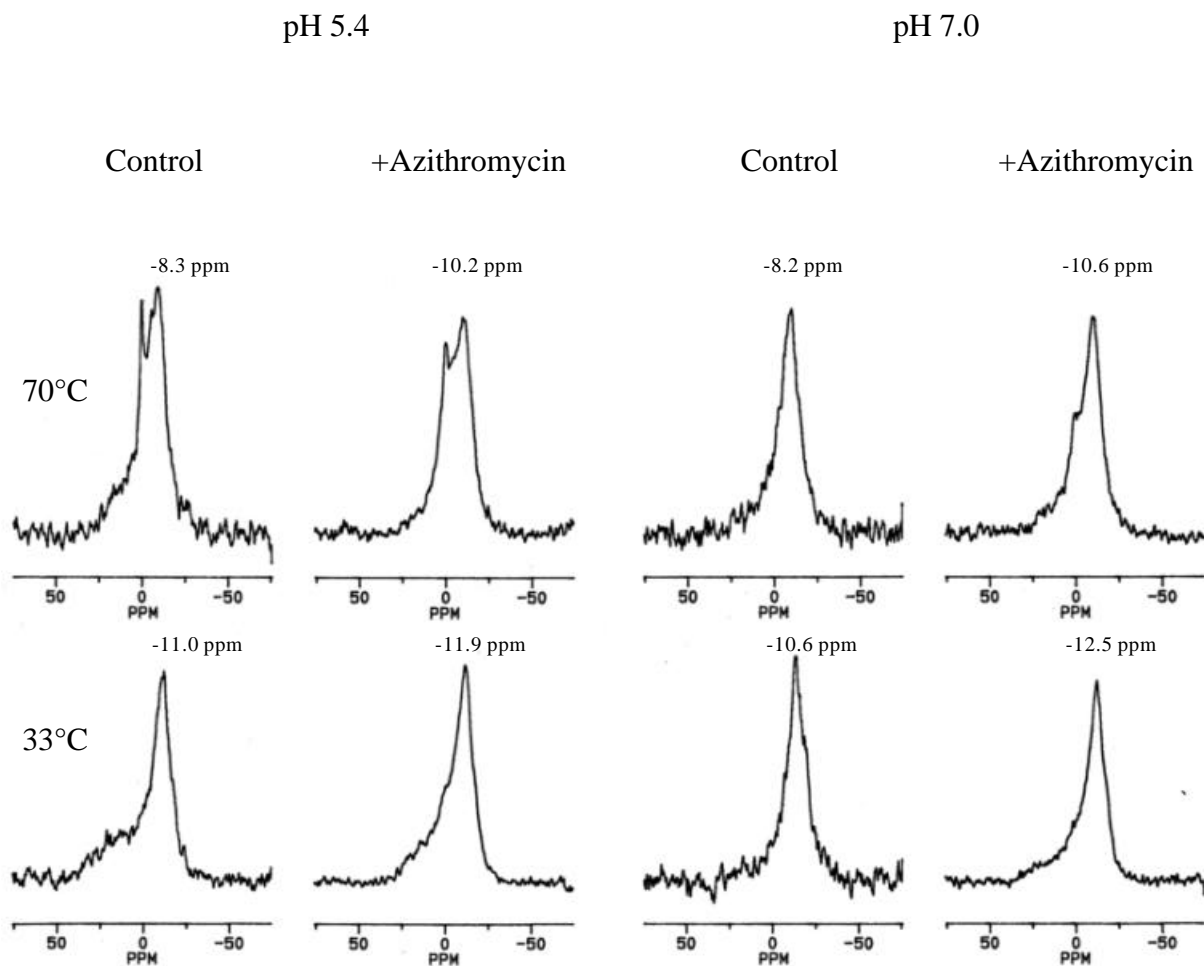 pH 5.4 pH 7.0
Control +Azithromycin Control +Azithromycin
-8.3 ppm -10.2 ppm -8.2 ppm -10.6 ppm
70°C
50 0 -50 50 0 -50 50 0 -50 50 0 -50
PPM PPM PPM PPM
-11.0 ppm -11.9 ppm -10.6 ppm -12.5 ppm
33°C
50 0 -50 50 0 -50 50 0 -50 50 0 -50
PPM PPM PPM PPM